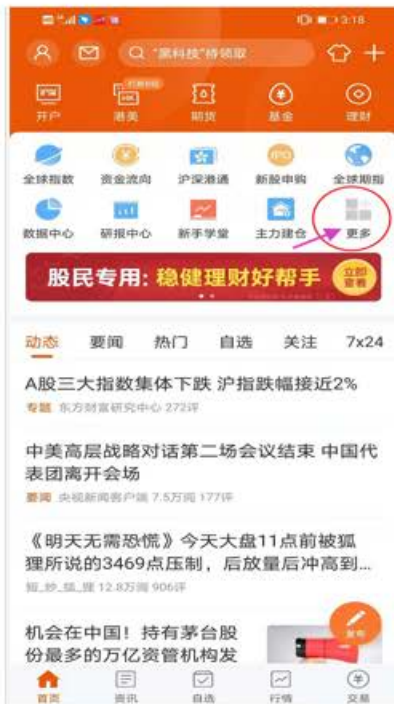 3:18
"黑科技"待领取
开户
港美
期货
基金
理财
全球指数
资金流向
沪深港通
新股申购
全球期指
数据中心
研报中心
新手学堂
主力建仓
更多
股民专用: 稳健理财好帮手
立即
查看
动态 要闻 热门 自选 关注 7x24
A股三大指数集体下跌 沪指跌幅接近2%
专题 东方财富研究中心 272评
中美高层战略对话第二场会议结束 中国代
表团离开会场
要闻 央视新闻客户端 7.5万阅 177评
《明天无需恐慌》今天大盘11点前被狐
狸所说的3469点压制，后放量后冲高到...
狙_妙_狐_狸 12.8万阅 906评
机会在中国！持有茅台股
份最多的万亿资管机构发
发布
首页
资讯
自选
行情
交易